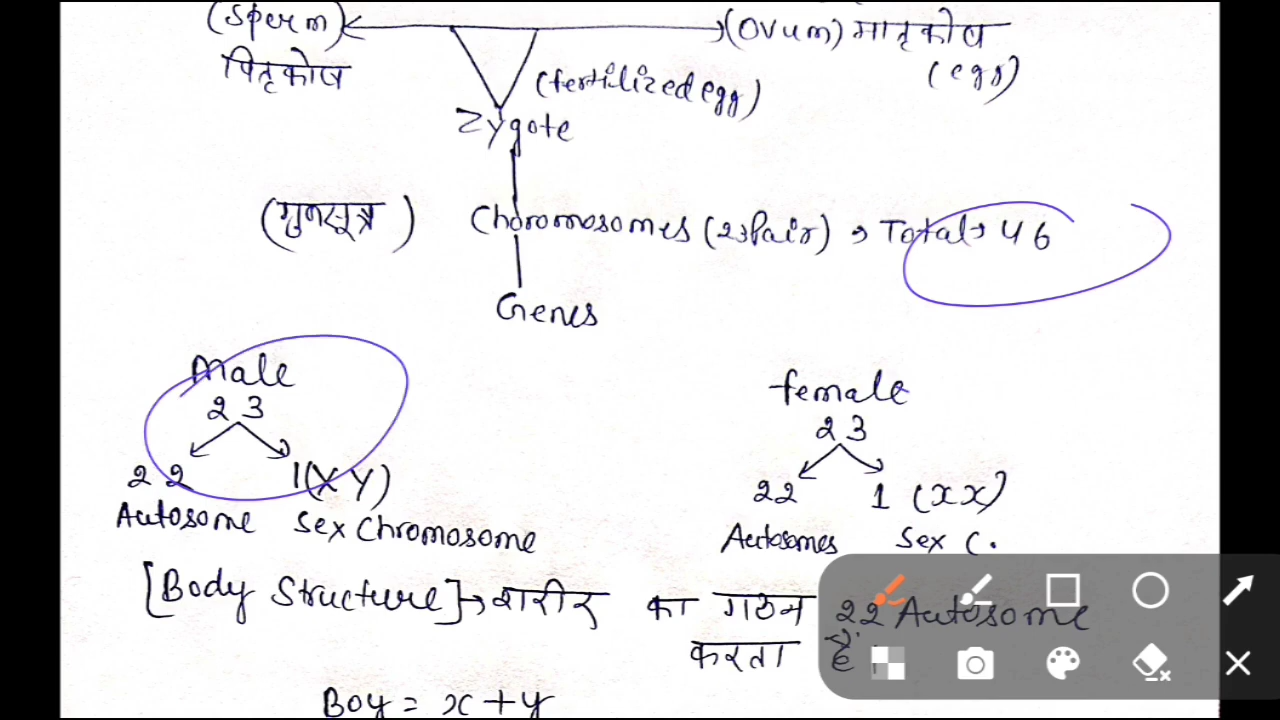 (Sperm) (Ovum) मातृकोष
पितृकोष (egg)
(fertilized egg)
Zygote
(गुणसूत्र) Choromosomes (23 Pair) → Total → 46
Genes
Male female
23 23
22 1(XY) 22 1 (xx)
Autosome Sex Chromosome Autosomes Sex C.
[Body Structure] → शरीर का गठन 22 Autosome
करता है
Boy = x + y